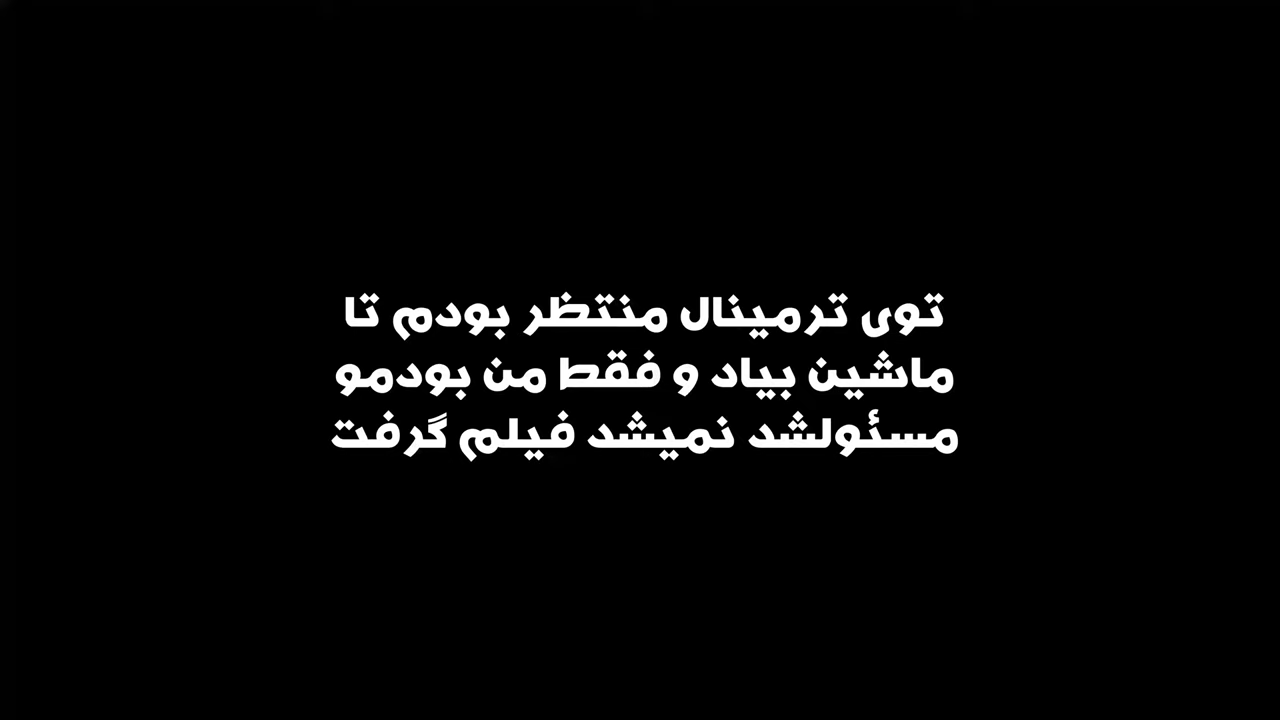 توی ترمینال منتظر بودم تا
ماشین بیاد و فقط من بودمو
مسئولشد نمیشد فیلم گرفت